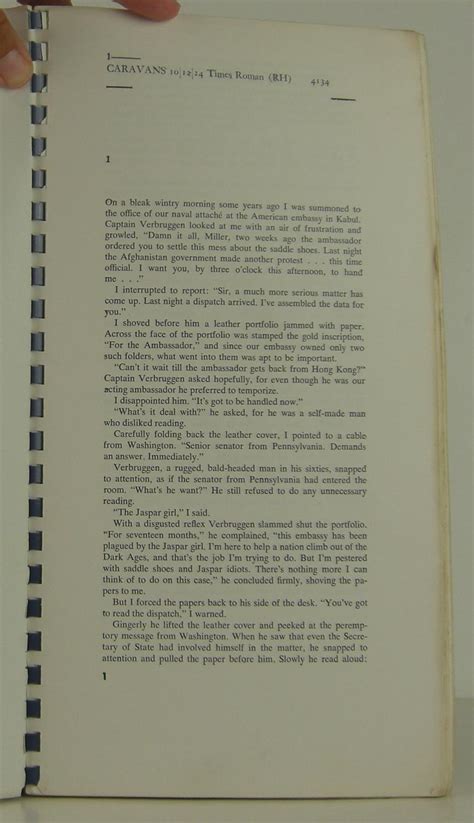 1
CARAVANS 10|12|24 Times Roman (RH) 4134
1
On a bleak wintry morning some years ago I was summoned to
the office of our naval attaché at the American embassy in Kabul.
Captain Verbruggen looked at me with an air of frustration and
growled, "Damn it all, Miller, two weeks ago the ambassador
ordered you to settle this mess about the saddle shoes. Last night
the Afghanistan government made another protest . . . this time
official. I want you, by three o'clock this afternoon, to hand
me . . ."
I interrupted to report: "Sir, a much more serious matter has
come up. Last night a dispatch arrived. I've assembled the data for
you."
I shoved before him a leather portfolio jammed with paper.
Across the face of the portfolio was stamped the gold inscription,
"For the Ambassador," and since our embassy owned only two
such folders, what went into them was apt to be important.
"Can't it wait till the ambassador gets back from Hong Kong?"
Captain Verbruggen asked hopefully, for even though he was our
acting ambassador he preferred to temporize.
I disappointed him. "It's got to be handled now."
"What's it deal with?" he asked, for he was a self-made man
who disliked reading.
Carefully folding back the leather cover, I pointed to a cable
from Washington. "Senior senator from Pennsylvania. Demands
an answer. Immediately."
Verbruggen, a rugged, bald-headed man in his sixties, snapped
to attention, as if the senator from Pennsylvania had entered the
room. "What's he want?" He still refused to do any unnecessary
reading.
"The Jaspar girl," I said.
With a disgusted reflex Verbruggen slammed shut the portfolio.
"For seventeen months," he complained, "this embassy has been
plagued by the Jaspar girl. I'm here to help a nation climb out of the
Dark Ages, and that's the job I'm trying to do. But I'm pestered
with saddle shoes and Jaspar idiots. There's nothing more I can
think of to do on this case," he concluded firmly, shoving the pa-
pers to me.
But I forced the papers back to his side of the desk. "You've got
to read the dispatch," I warned.
Gingerly he lifted the leather cover and peeked at the peremp-
tory message from Washington. When he saw that even the Secre-
tary of State had involved himself in the matter, he snapped to
attention and pulled the paper before him. Slowly he read aloud:
1